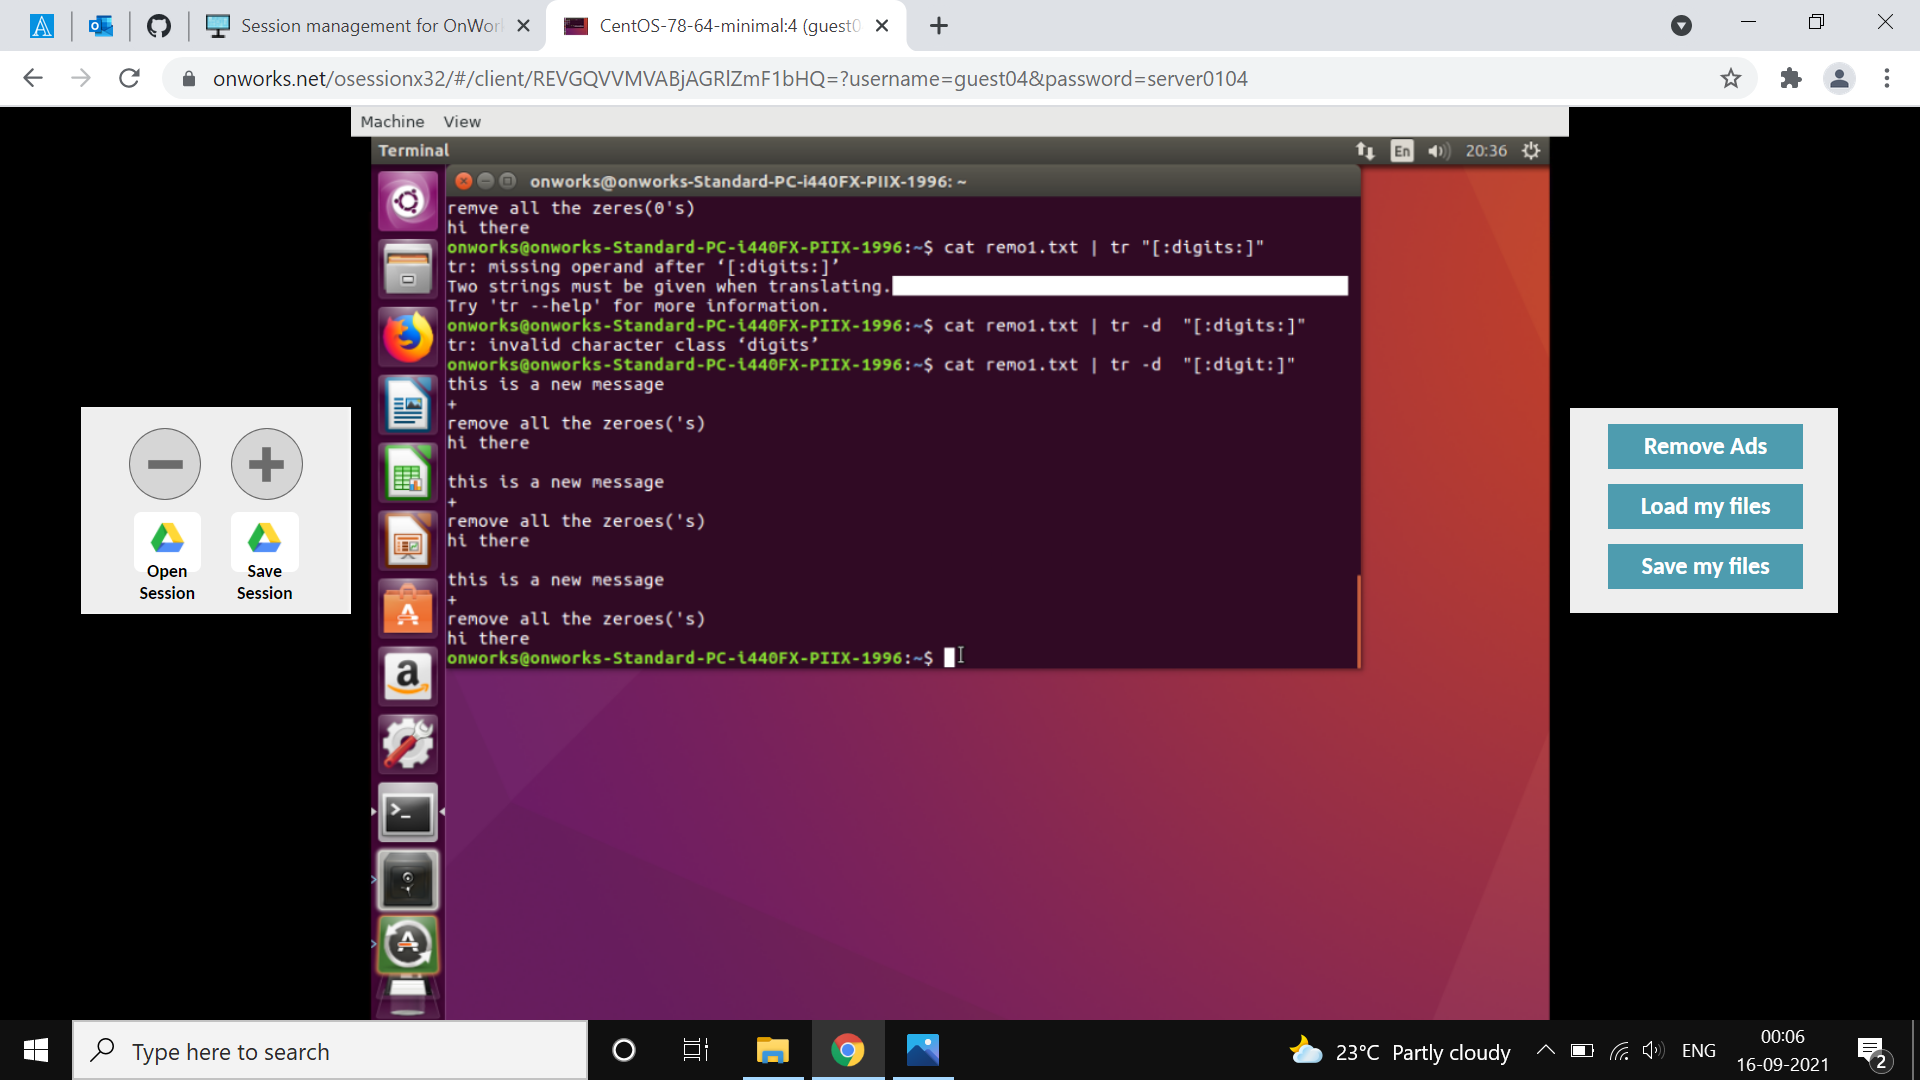 Session management for OnWor
CentOS-78-64-minimal:4 (guest0
onworks.net/osessionx32/#/client/REVGQVVMVABjAGRlZmF1bHQ=?username=guest04&password=server0104
Machine View
Terminal
En
20:36
onworks@onworks-Standard-PC-i440FX-PIIX-1996: ~
remve all the zeres(0's)
hi there
onworks@onworks-Standard-PC-i440FX-PIIX-1996:~$ cat remo1.txt | tr "[:digits:]"
tr: missing operand after ‘[:digits:]’
Two strings must be given when translating.
Try 'tr --help' for more information.
onworks@onworks-Standard-PC-i440FX-PIIX-1996:~$ cat remo1.txt | tr -d  "[:digits:]"
tr: invalid character class ‘digits’
onworks@onworks-Standard-PC-i440FX-PIIX-1996:~$ cat remo1.txt | tr -d  "[:digit:]"
this is a new message
+
remove all the zeroes('s)
hi there
this is a new message
+
remove all the zeroes('s)
hi there
this is a new message
+
remove all the zeroes('s)
hi there
onworks@onworks-Standard-PC-i440FX-PIIX-1996:~$
Open
Session
Save
Session
Remove Ads
Load my files
Save my files
Type here to search
23°C Partly cloudy
ENG
00:06
16-09-2021
2